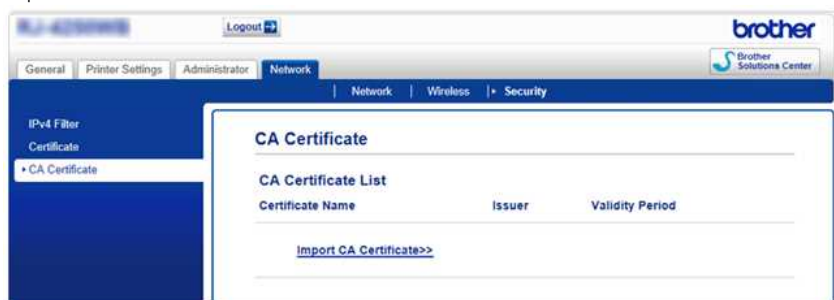 Logout
brother
General Printer Settings Administrator Network
Brother
Solutions Center
Network Wireless Security
IPv4 Filter
Certificate
CA Certificate
CA Certificate
CA Certificate List
Certificate Name Issuer Validity Period
Import CA Certificate>>